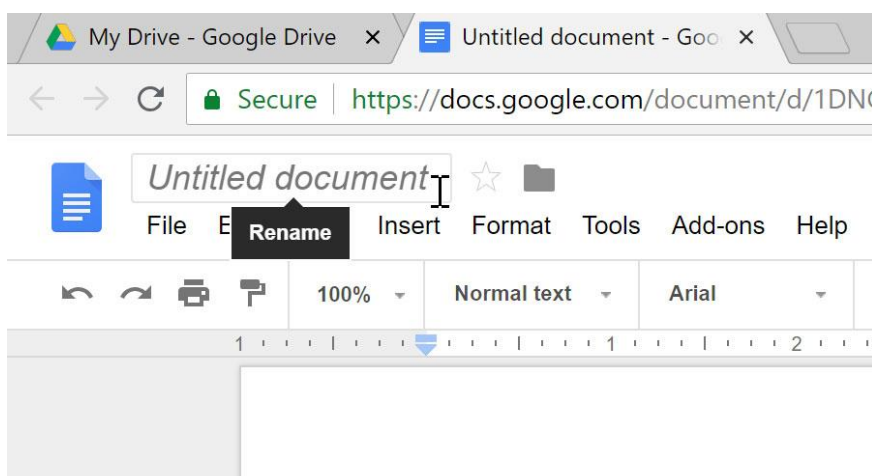 My Drive - Google Drive
Untitled document - Goo
Secure https://docs.google.com/document/d/1DN
Untitled document
File E Insert Format Tools Add-ons Help
Rename
100% Normal text Arial
1 1 2